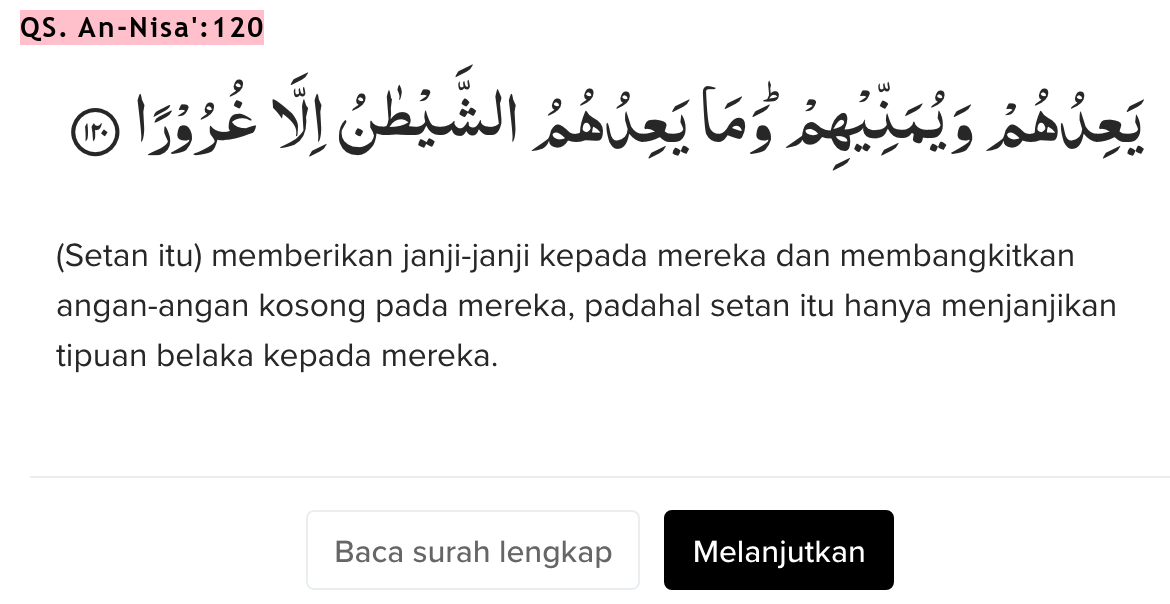 QS. An-Nisa':120
يَعِدُهُمْ وَيُمَنِّيْهِمْۗ وَمَا يَعِدُهُمُ الشَّيْطٰنُ اِلَّا غُرُوْرًا ١٢٠
(Setan itu) memberikan janji-janji kepada mereka dan membangkitkan
angan-angan kosong pada mereka, padahal setan itu hanya menjanjikan
tipuan belaka kepada mereka.
Baca surah lengkap
Melanjutkan